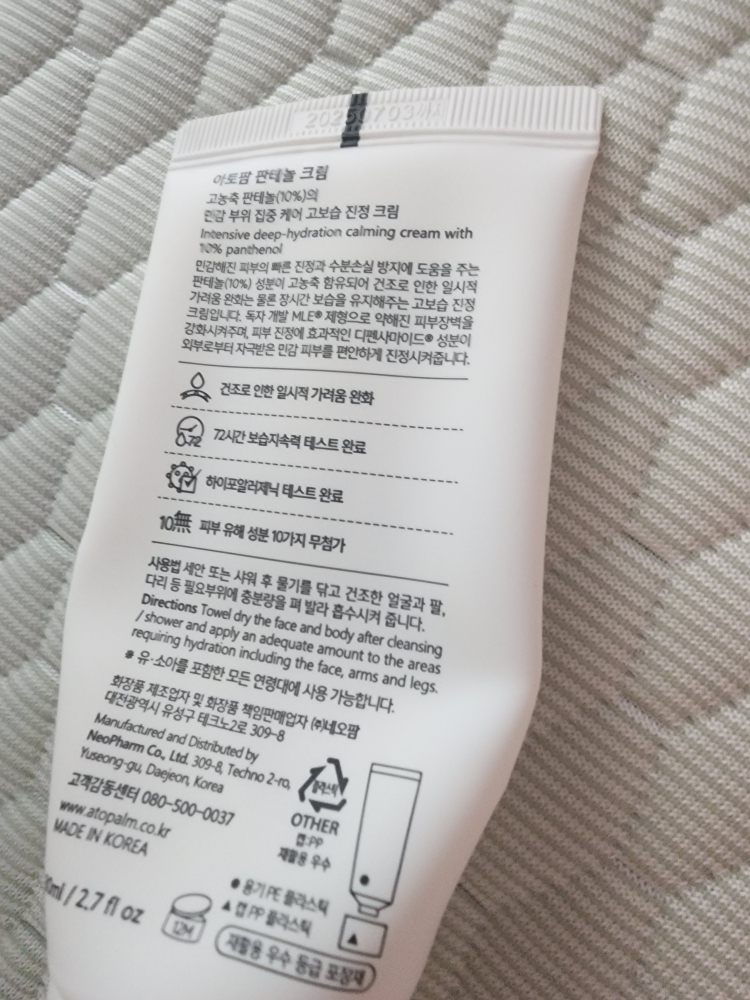 아토팜 판테놀 크림
고농축 판테놀(10%)의
민감 부위 집중 케어 고보습 진정 크림
Intensive deep-hydration calming cream with
10% panthenol
민감해진 피부의 빠른 진정과 수분손실 방지에 도움을 주는
판테놀(10%) 성분이 고농축 함유되어 건조로 인한 일시적
가려움 완화는 물론 장시간 보습을 유지해주는 고보습 진정
크림입니다. 독자 개발 MLE® 제형으로 약해진 피부장벽을
강화시켜주며, 피부 진정에 효과적인 디펜사마이드® 성분이
외부로부터 자극받은 민감 피부를 편안하게 진정시켜줍니다.
건조로 인한 일시적 가려움 완화
0-72 72시간 보습지속력 테스트 완료
하이포알러제닉 테스트 완료
10無 피부 유해 성분 10가지 무첨가
사용법 세안 또는 샤워 후 물기를 닦고 건조한 얼굴과 팔,
다리 등 필요부위에 충분량을 펴 발라 흡수시켜 줍니다.
Directions Towel dry the face and body after cleansing
/ shower and apply an adequate amount to the areas
requiring hydration including the face, arms and legs.
* 유·소아를 포함한 모든 연령대에 사용 가능합니다.
화장품 제조업자 및 화장품 책임판매업자 ㈜네오팜
대전광역시 유성구 테크노2로 309-8
Manufactured and Distributed by
NeoPharm Co., Ltd. 309-8, Techno 2-ro,
Yuseong-gu, Daejeon, Korea
고객감동센터 080-500-0037
www.atopalm.co.kr
MADE IN KOREA
플라스틱
OTHER
캡:PP
재활용 우수
● 용기 PE 플라스틱
▲ 캡 PP 플라스틱
재활용 우수 등급 포장재
ml / 2.7 fl oz
12M